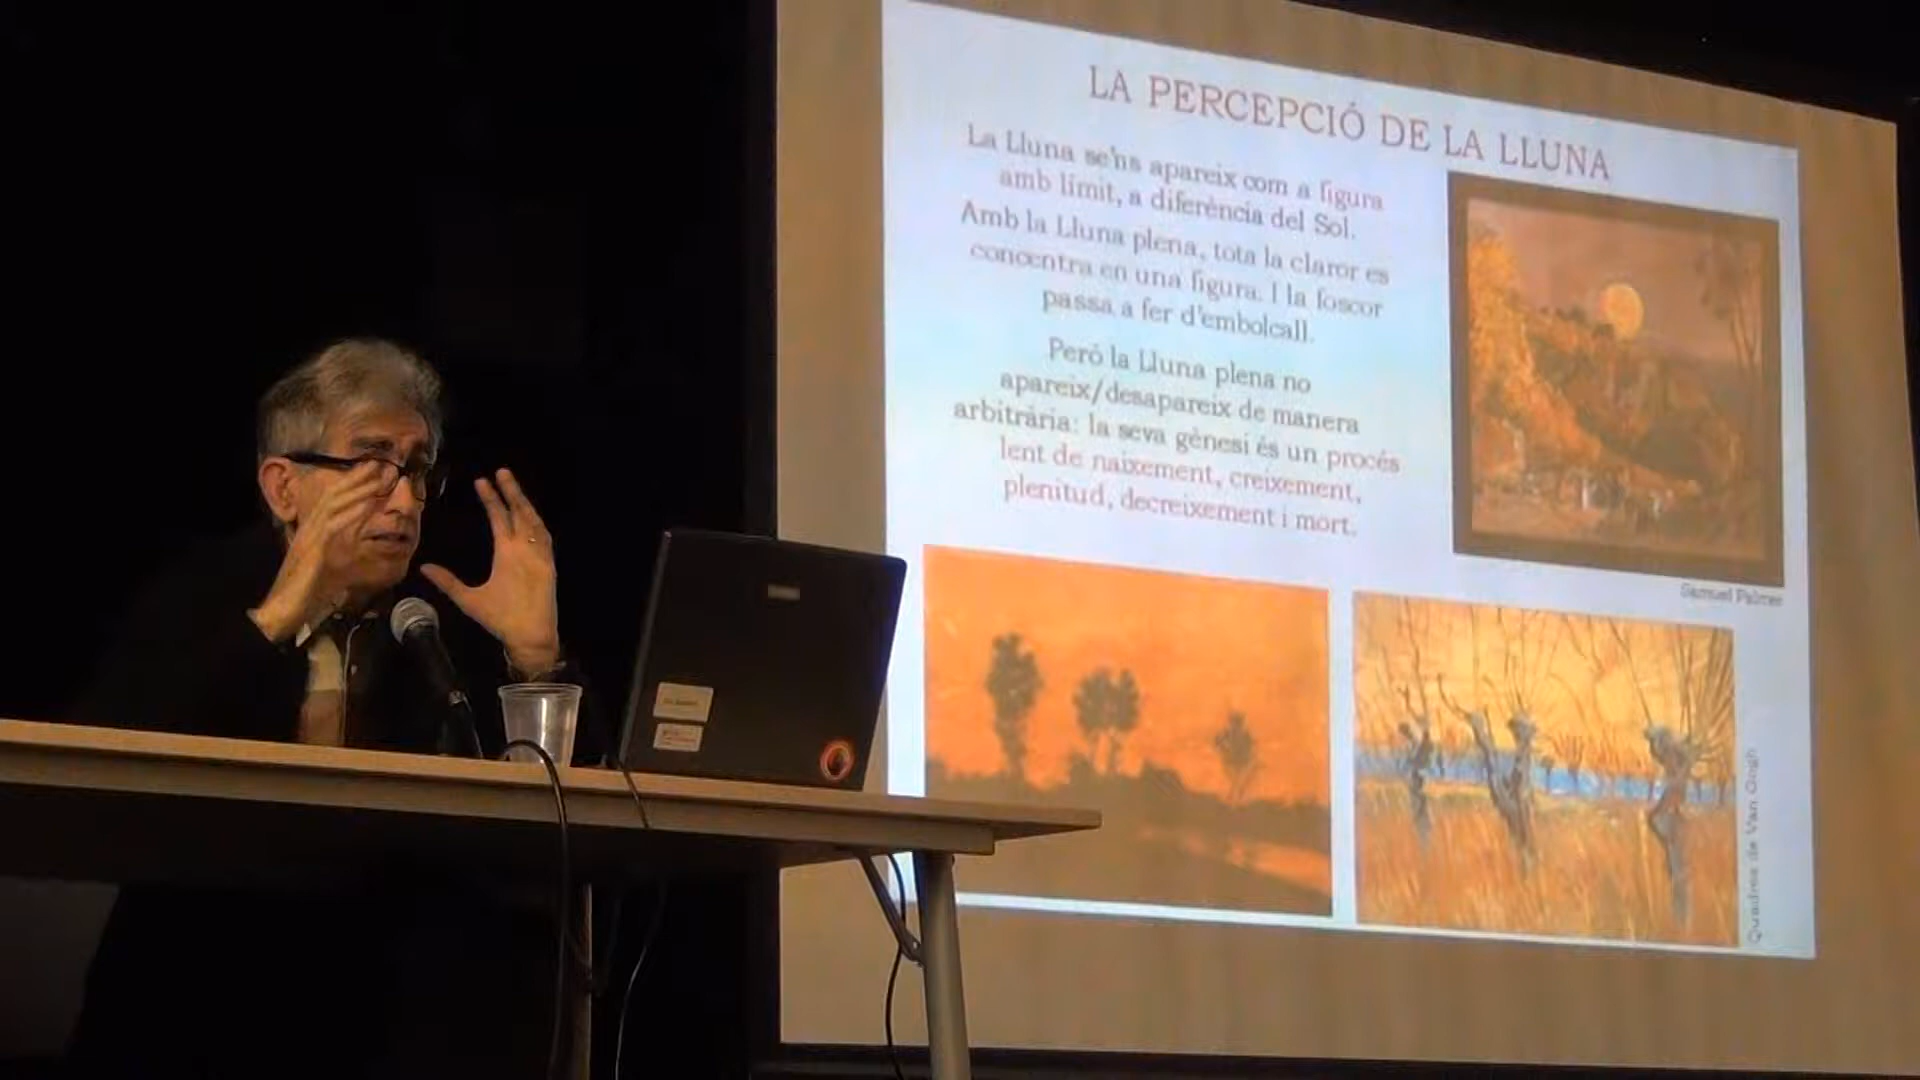 LA PERCEPCIÓ DE LA LLUNA
La Lluna se'ns apareix com a figura
amb límit, a diferència del Sol.
Amb la Lluna plena, tota la claror es
concentra en una figura. I la foscor
passa a fer d'embolcall.
Però la Lluna plena no
apareix/desapareix de manera
arbitrària: la seva gènesi és un procés
lent de naixement, creixement,
plenitud, decreixement i mort.
Samuel Palmer
Quadres de Van Gogh